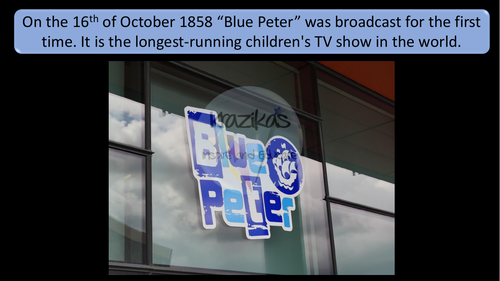 On the 16th of October 1858 “Blue Peter” was broadcast for the first
time. It is the longest-running children's TV show in the world.
krazikas
Blue
Peter